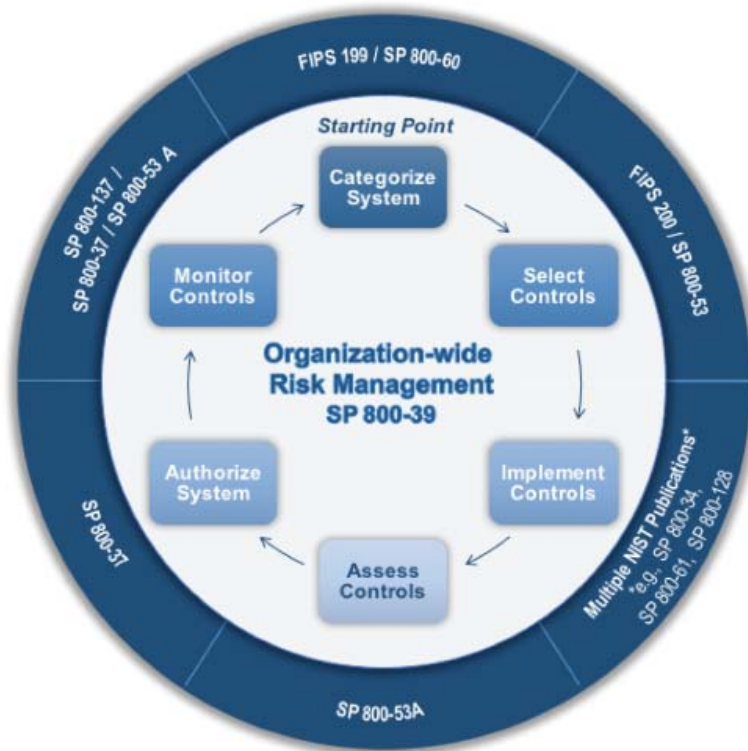 FIPS 199 / SP 800-60
Starting Point
Categorize
System
FIPS 200 / SP 800-53
Select
Controls
Multiple NIST Publications*
*e.g., SP 800-34,
SP 800-61, SP 800-128
Implement
Controls
SP 800-53A
Assess
Controls
SP 800-37
Authorize
System
SP 800-137 /
SP 800-37 / SP 800-53 A
Monitor
Controls
Organization-wide
Risk Management
SP 800-39